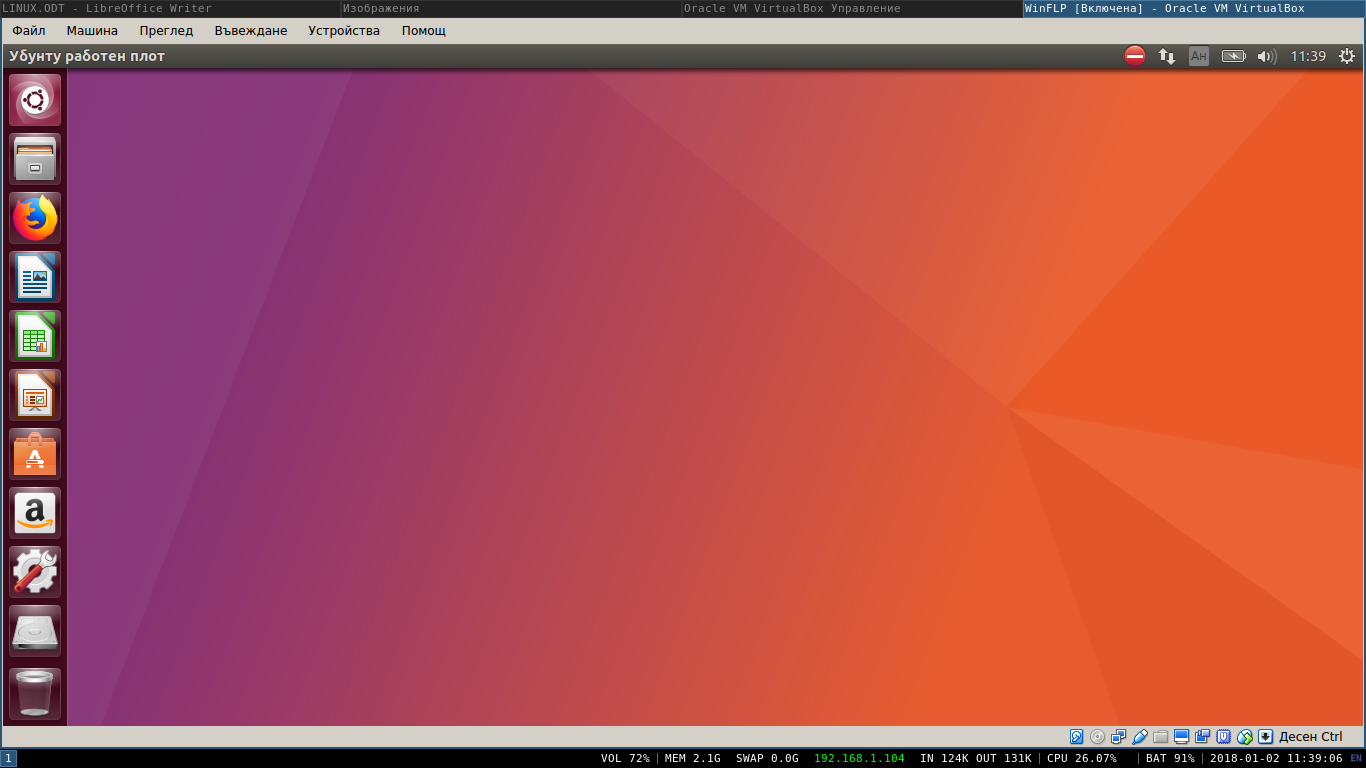 LINUX.ODT - LibreOffice Writer Изображения Oracle VM VirtualBox Управление WinFLP [Включена] - Oracle VM VirtualBox
Файл Машина Преглед Въвеждане Устройства Помощ
Убунту работен плот Ан 11:39
Десен Ctrl
1 VOL 72% MEM 2.1G SWAP 0.0G 192.168.1.104 IN 124K OUT 131K CPU 26.07% BAT 91% 2018-01-02 11:39:06 EN